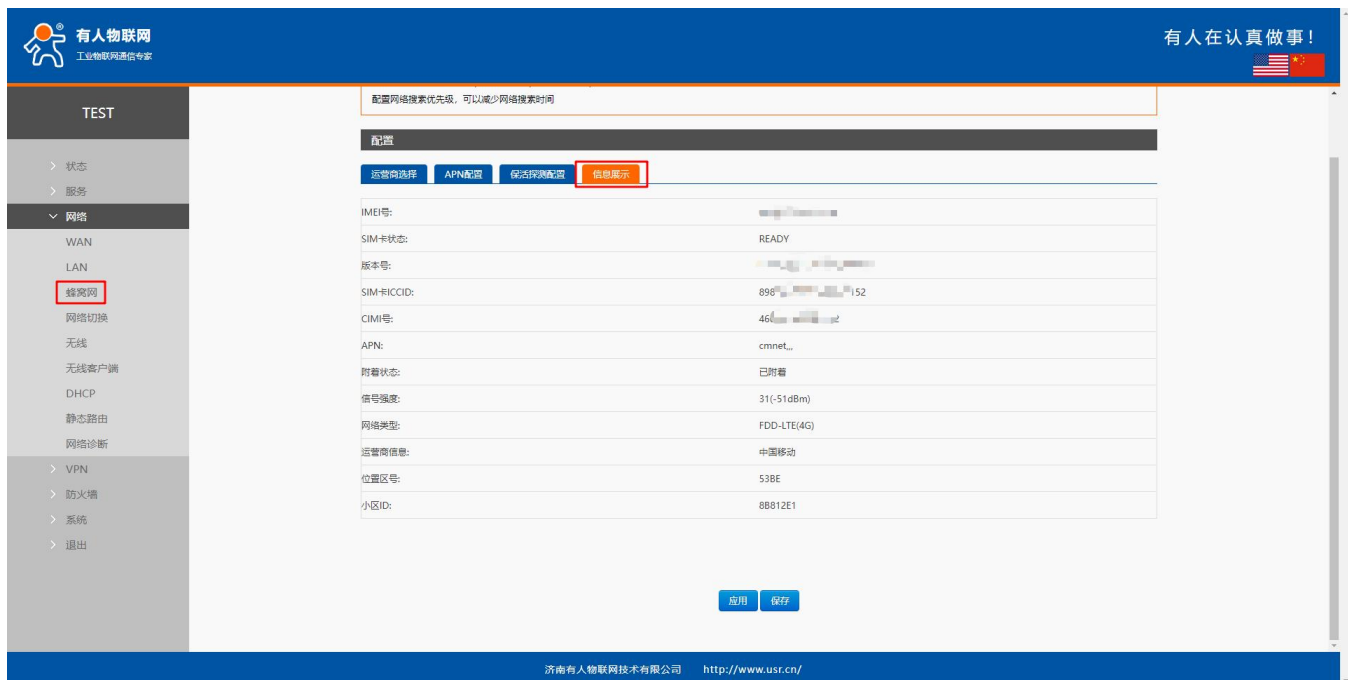 有人物联网
工业物联网通信专家
有人在认真做事！
TEST
状态
服务
网络
WAN
LAN
蜂窝网
网络切换
无线
无线客户端
DHCP
静态路由
网络诊断
VPN
防火墙
系统
退出
配置网络搜素优先级，可以减少网络搜素时间
配置
运营商选择 APN配置 保活探测配置 信息展示
IMEI号:
SIM卡状态: READY
版本号:
SIM卡ICCID: 898 152
CIMI号: 46
APN: cmnet,,,
附着状态: 已附着
信号强度: 31(-51dBm)
网络类型: FDD-LTE(4G)
运营商信息: 中国移动
位置区号: 53BE
小区ID: 8B812E1
应用 保存
济南有人物联网技术有限公司 http://www.usr.cn/